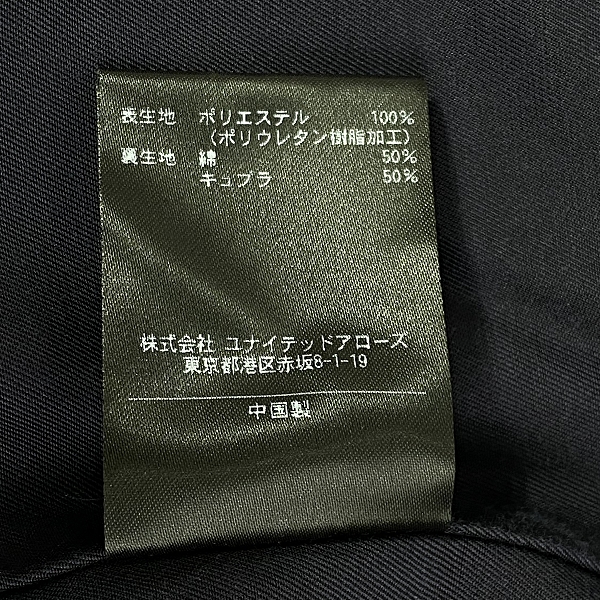 表生地 ポリエステル 100%
(ポリウレタン樹脂加工)
裏生地 綿 50%
キュプラ 50%
株式会社 ユナイテッドアローズ
東京都港区赤坂8-1-19
中国製